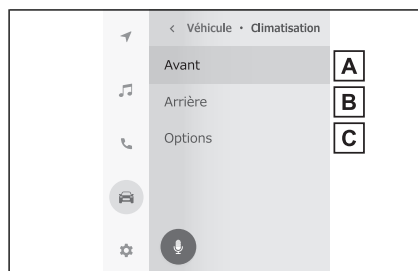 < Véhicule • Climatisation
Avant
A
Arrière
B
Options
C